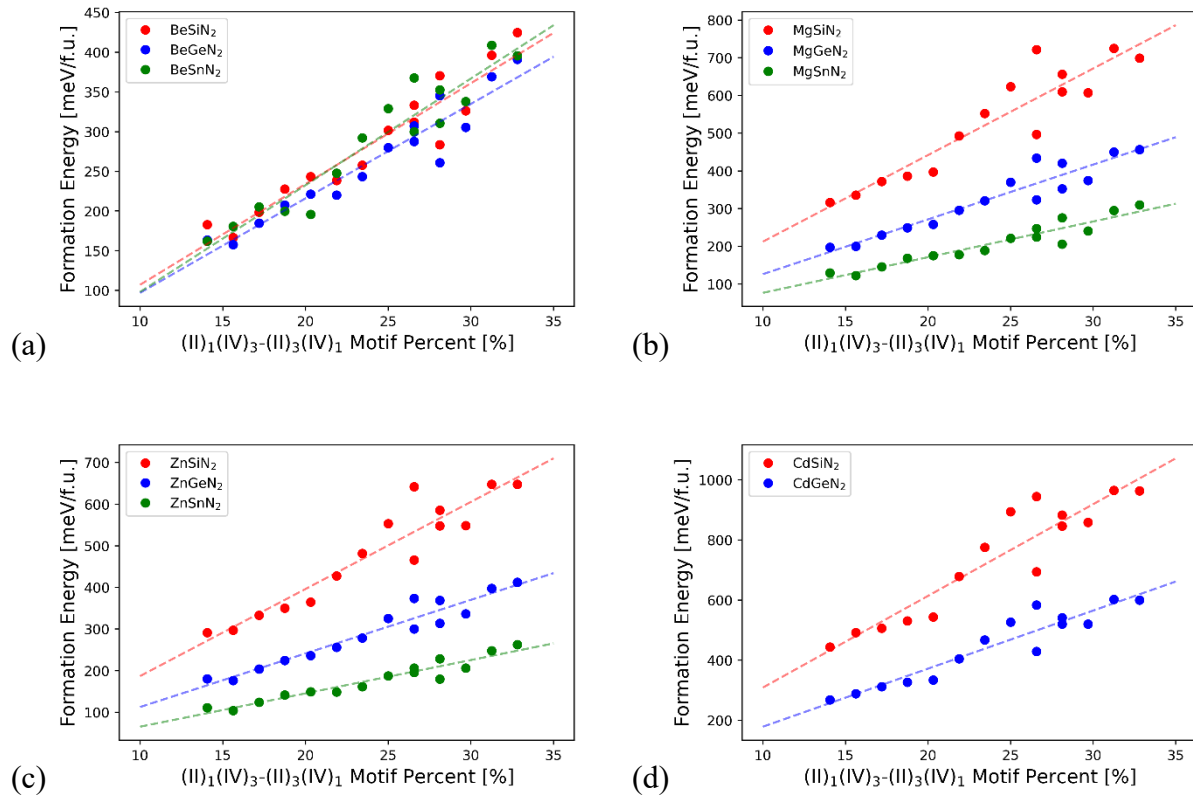 BeSiN₂
BeGeN₂
BeSnN₂
Formation Energy [meV/f.u.]
450
400
350
300
250
200
150
100
10 15 20 25 30 35
(II)₁(IV)₃-(II)₃(IV)₁ Motif Percent [%]
(a)
MgSiN₂
MgGeN₂
MgSnN₂
Formation Energy [meV/f.u.]
800
700
600
500
400
300
200
100
10 15 20 25 30 35
(II)₁(IV)₃-(II)₃(IV)₁ Motif Percent [%]
(b)
ZnSiN₂
ZnGeN₂
ZnSnN₂
Formation Energy [meV/f.u.]
700
600
500
400
300
200
100
10 15 20 25 30 35
(II)₁(IV)₃-(II)₃(IV)₁ Motif Percent [%]
(c)
CdSiN₂
CdGeN₂
Formation Energy [meV/f.u.]
1000
800
600
400
200
10 15 20 25 30 35
(II)₁(IV)₃-(II)₃(IV)₁ Motif Percent [%]
(d)